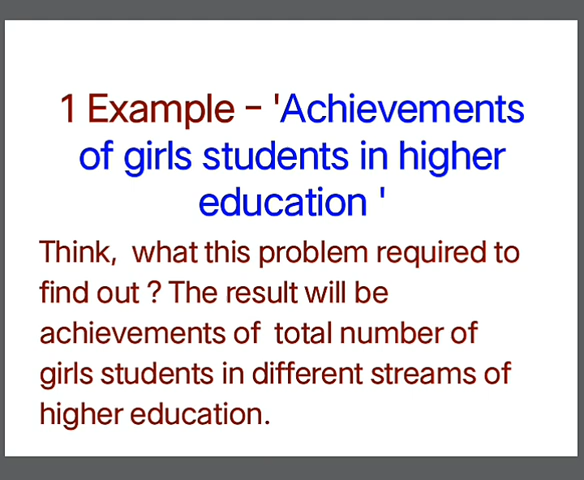 1 Example – 'Achievements
of girls students in higher
education '
Think,  what this problem required to
find out ? The result will be
achievements of  total number of
girls students in different streams of
higher education.